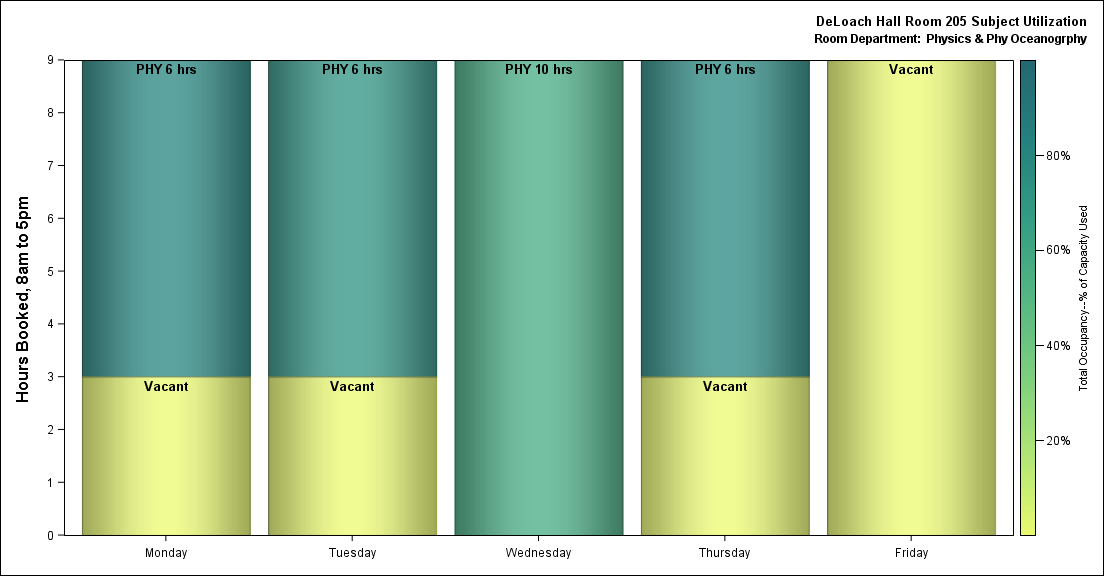 DeLoach Hall Room 205 Subject Utilization
Room Department: Physics & Phy Oceanogrphy
Hours Booked, 8am to 5pm
9
8
7
6
5
4
3
2
1
0
PHY 6 hrs
PHY 6 hrs
PHY 10 hrs
PHY 6 hrs
Vacant
Vacant
Vacant
Vacant
Monday
Tuesday
Wednesday
Thursday
Friday
80%
60%
40%
20%
Total Occupancy--% of Capacity Used